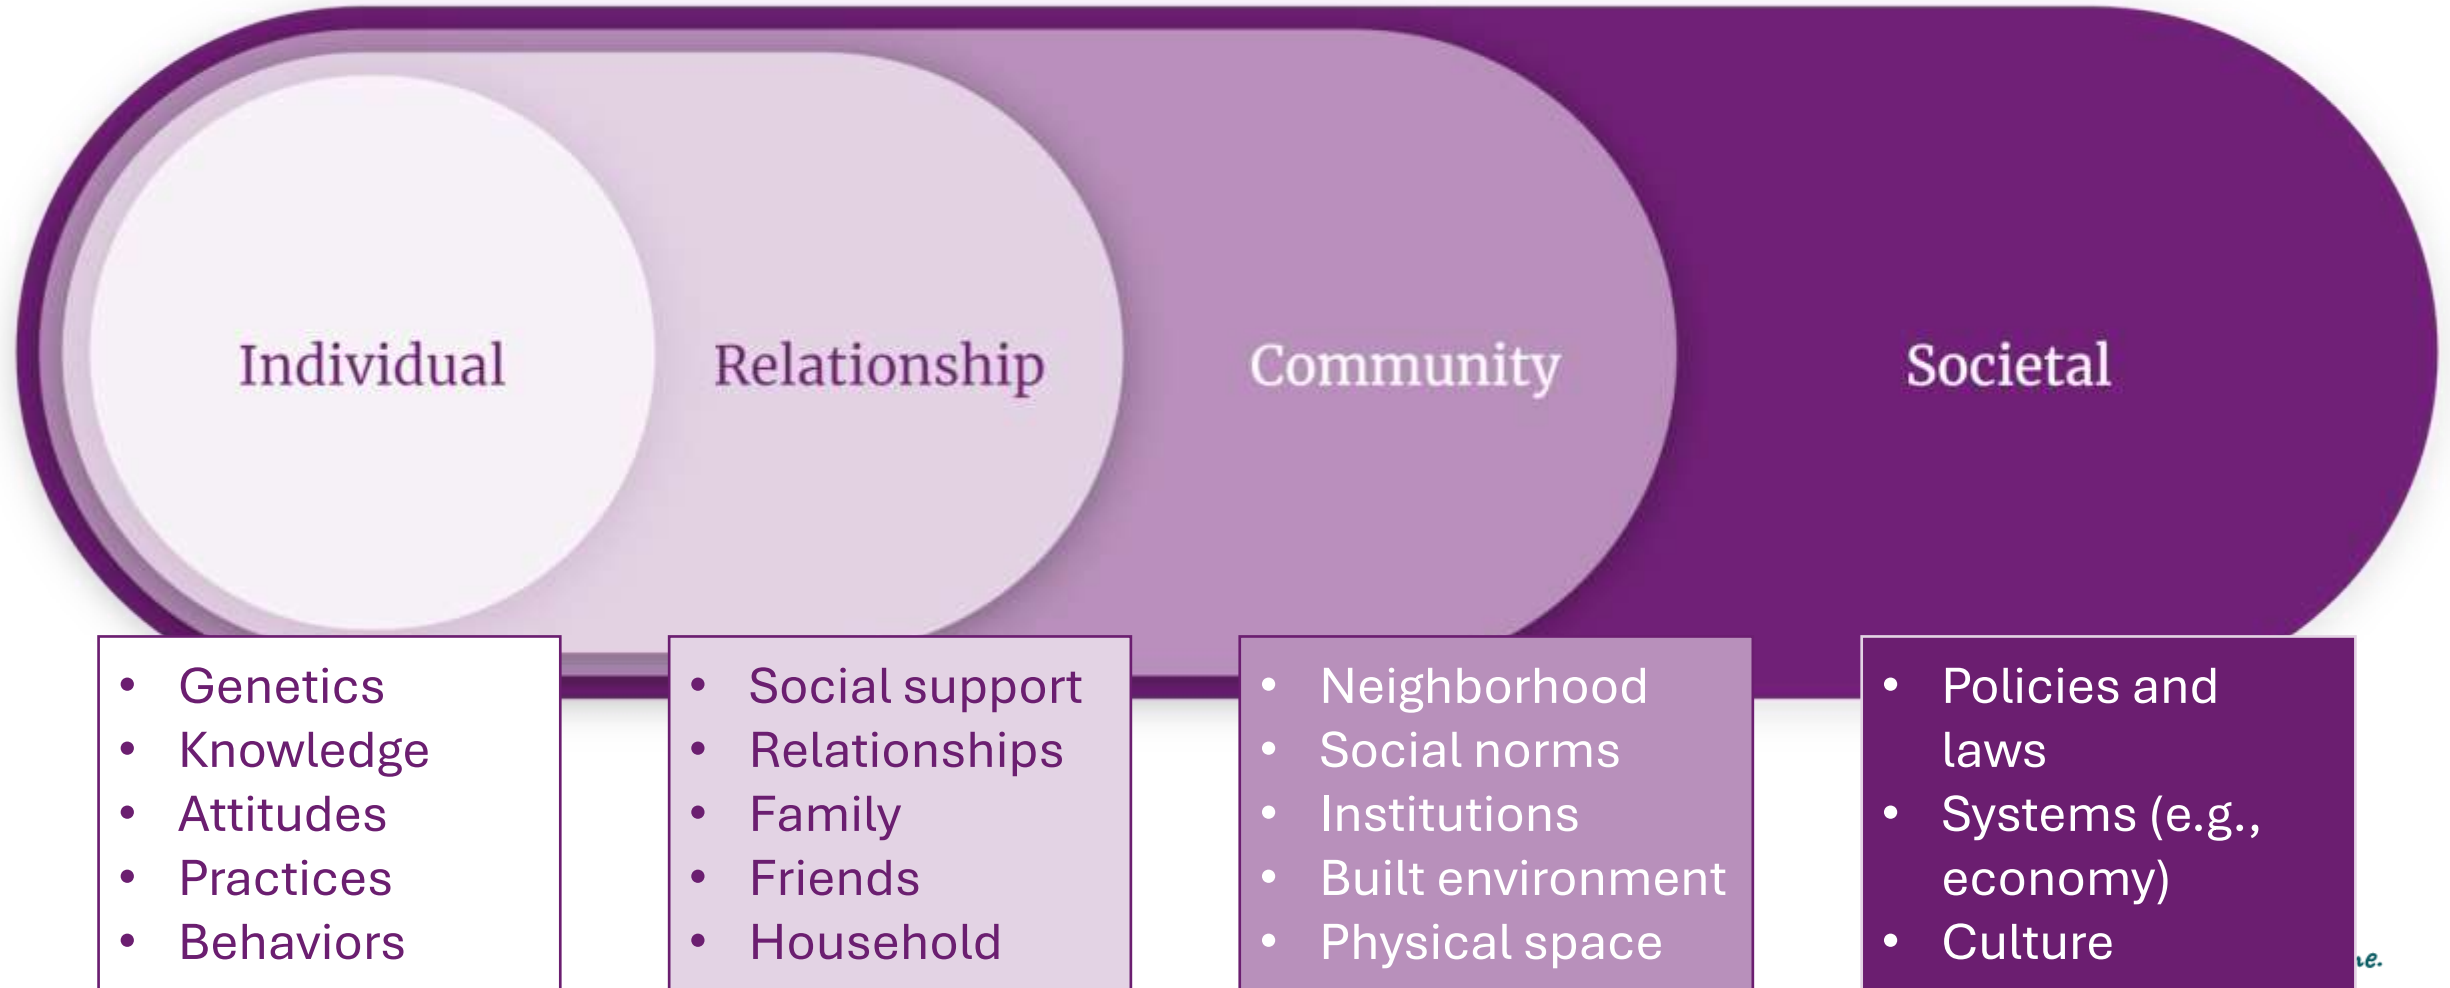 Individual
Relationship
Community
Societal
• Genetics
• Knowledge
• Attitudes
• Practices
• Behaviors
• Social support
• Relationships
• Family
• Friends
• Household
• Neighborhood
• Social norms
• Institutions
• Built environment
• Physical space
• Policies and
laws
• Systems (e.g.,
economy)
• Culture